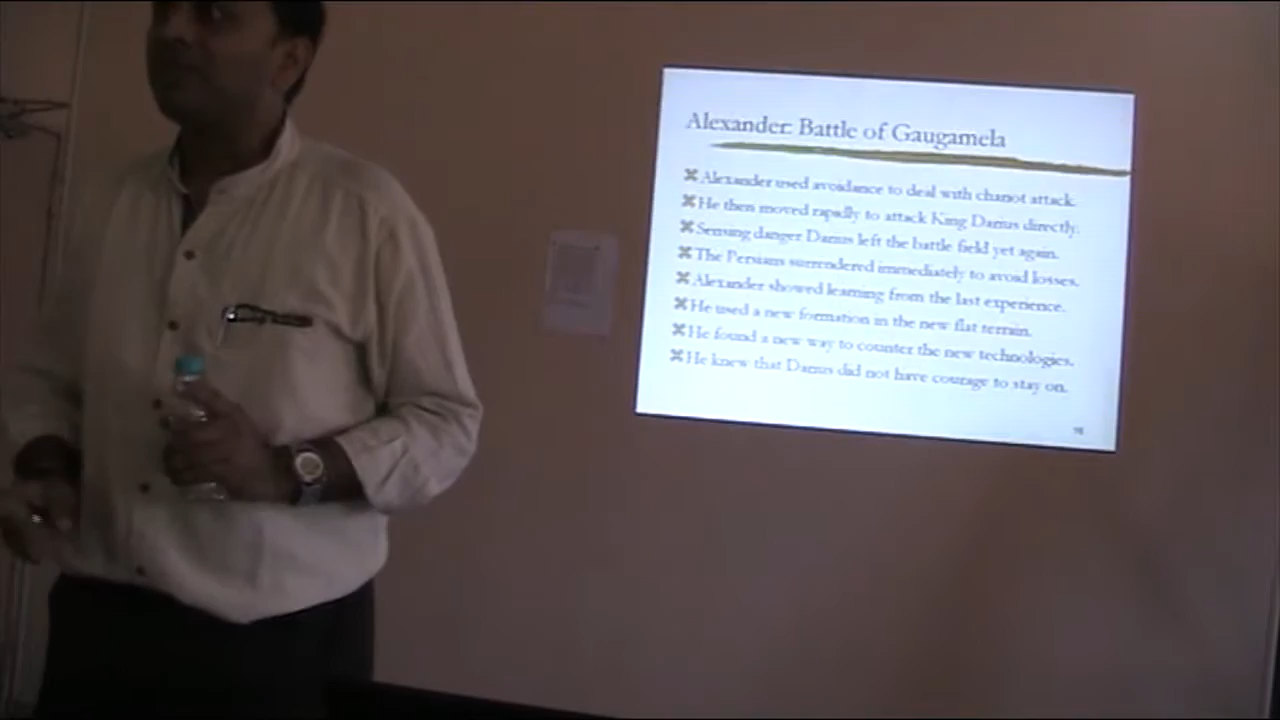 Alexander: Battle of Gaugamela
Alexander used avoidance to deal with chariot attack.
He then moved rapidly to attack King Darius directly.
Sensing danger Darius left the battle field yet again.
The Persians surrendered immediately to avoid losses.
Alexander showed learning from the last experience.
He used a new formation in the new flat terrain.
He found a new way to counter the new technologies.
He knew that Darius did not have courage to stay on.